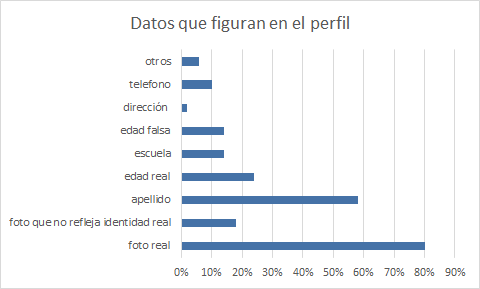 Datos que figuran en el perfil
otros
telefono
dirección
edad falsa
escuela
edad real
apellido
foto que no refleja identidad real
foto real
0% 10% 20% 30% 40% 50% 60% 70% 80% 90%